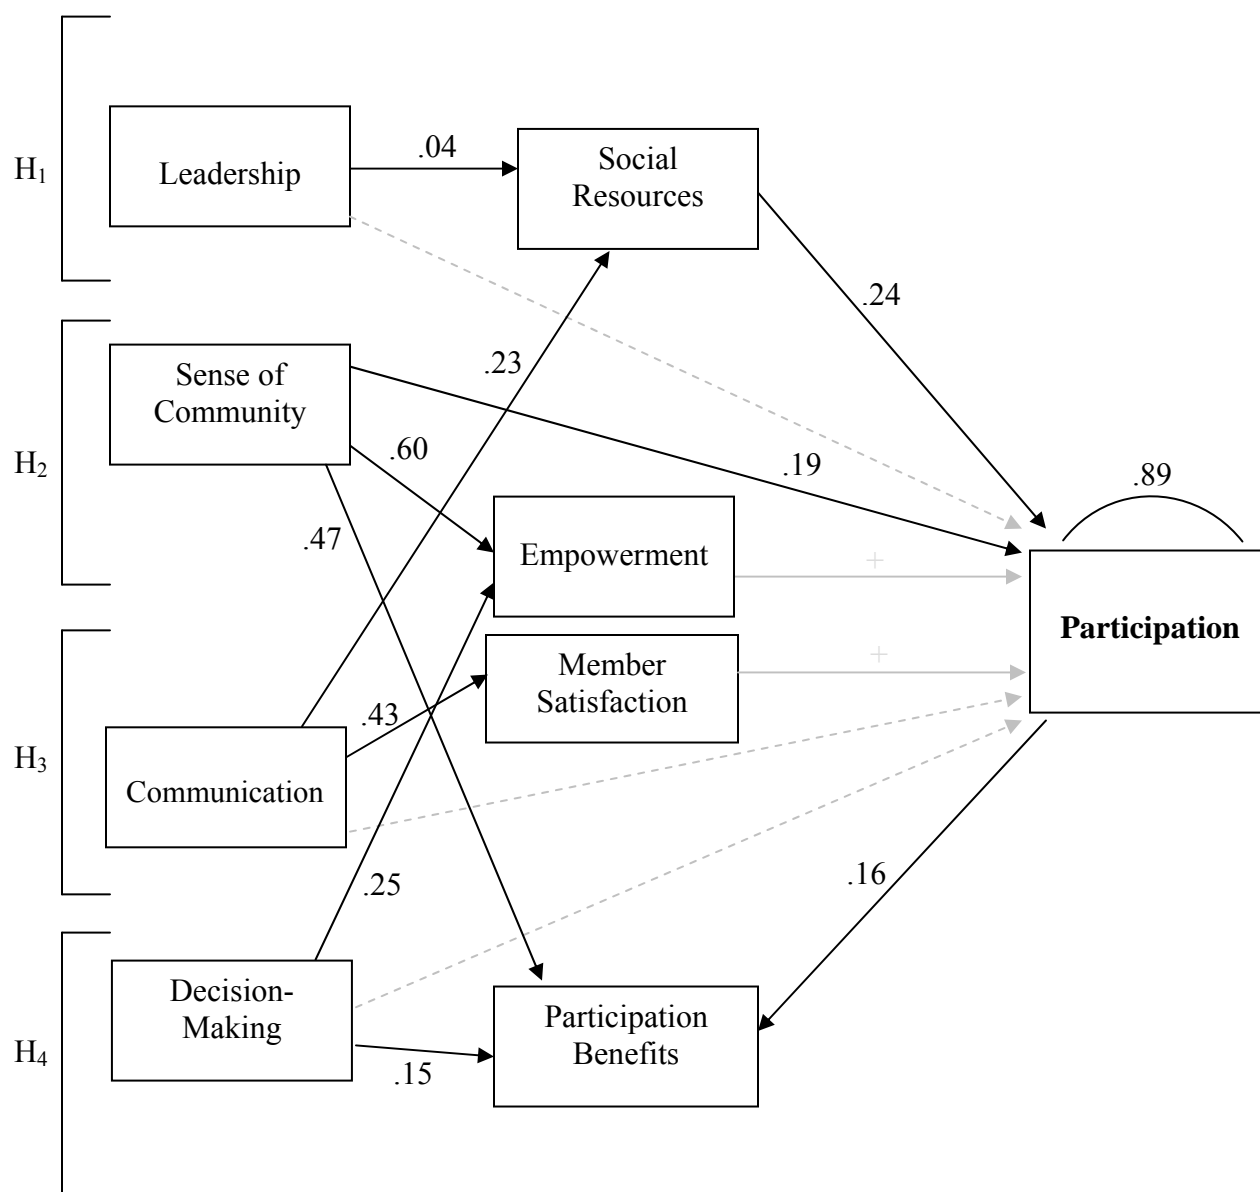 .04
Social
Resources
H₁
Leadership
.24
.23
Sense of
Community
.60
H₂
.19
.89
.47
Empowerment
+
Participation
+
Member
Satisfaction
.43
H₃
Communication
.25
.16
Decision-
Making
Participation
Benefits
H₄
.15